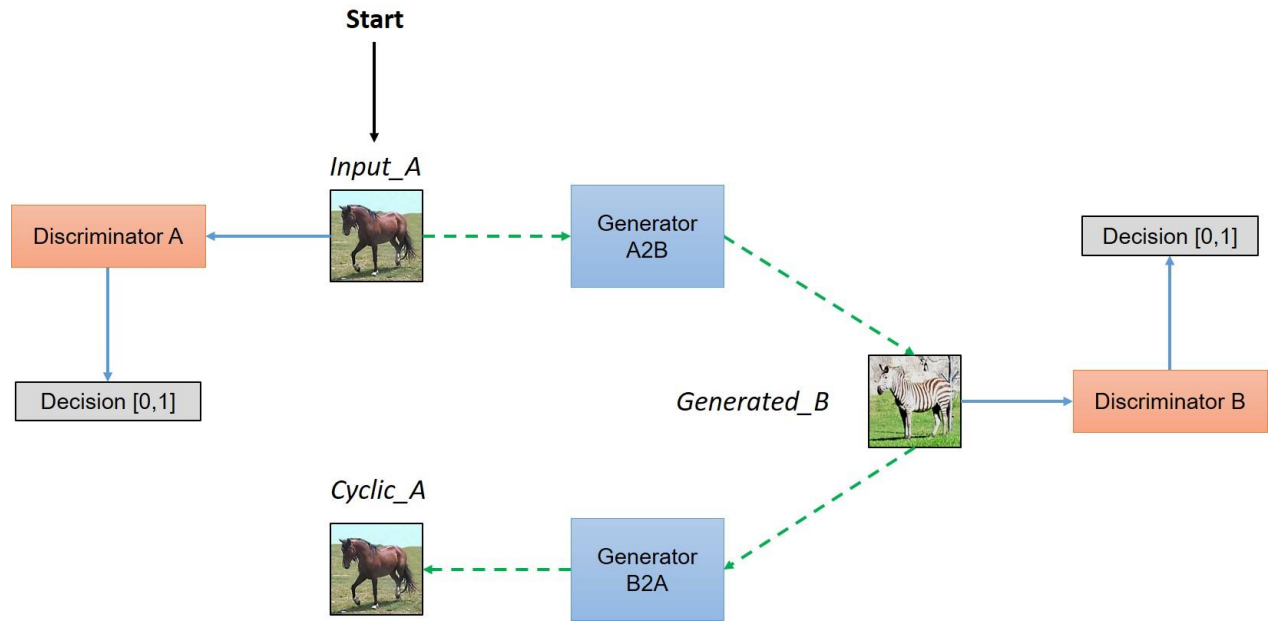 Start
Input_A
Discriminator A
Generator
A2B
Decision [0,1]
Decision [0,1]
Generated_B
Discriminator B
Cyclic_A
Generator
B2A